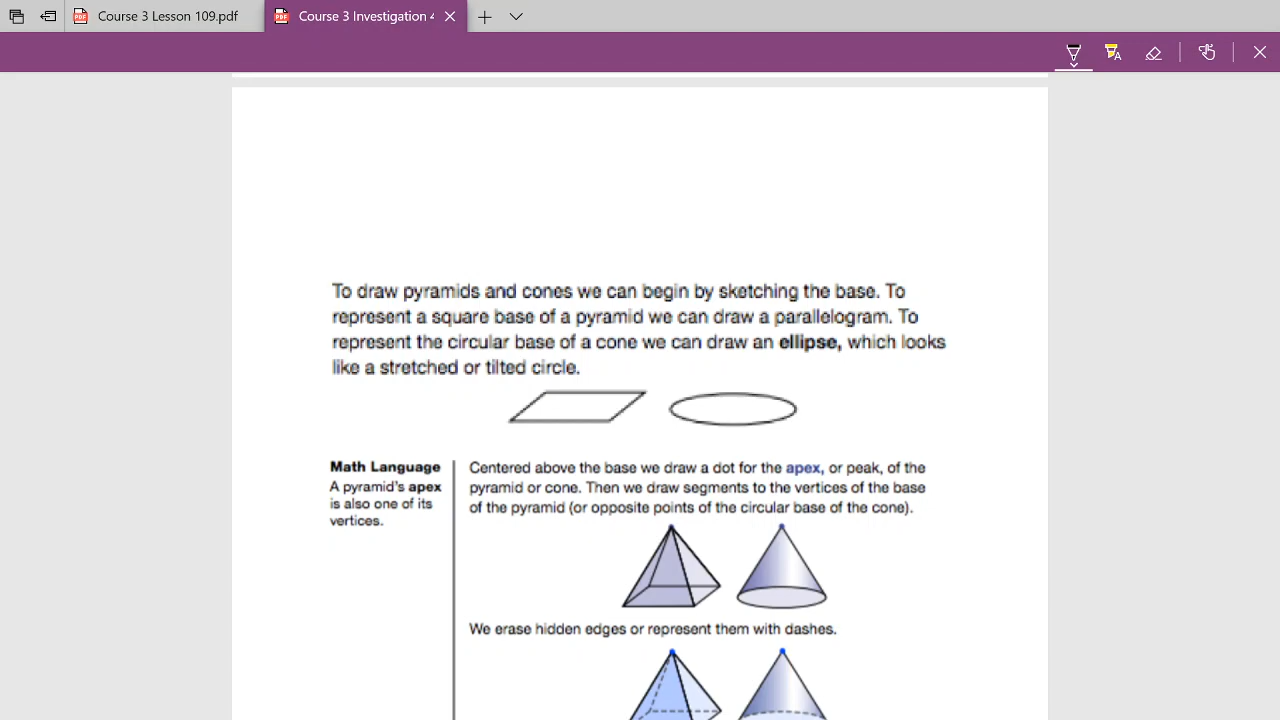 Course 3 Lesson 109.pdf
Course 3 Investigation 4
To draw pyramids and cones we can begin by sketching the base. To
represent a square base of a pyramid we can draw a parallelogram. To
represent the circular base of a cone we can draw an ellipse, which looks
like a stretched or tilted circle.
Math Language
A pyramid's apex
is also one of its
vertices.
Centered above the base we draw a dot for the apex, or peak, of the
pyramid or cone. Then we draw segments to the vertices of the base
of the pyramid (or opposite points of the circular base of the cone).
We erase hidden edges or represent them with dashes.